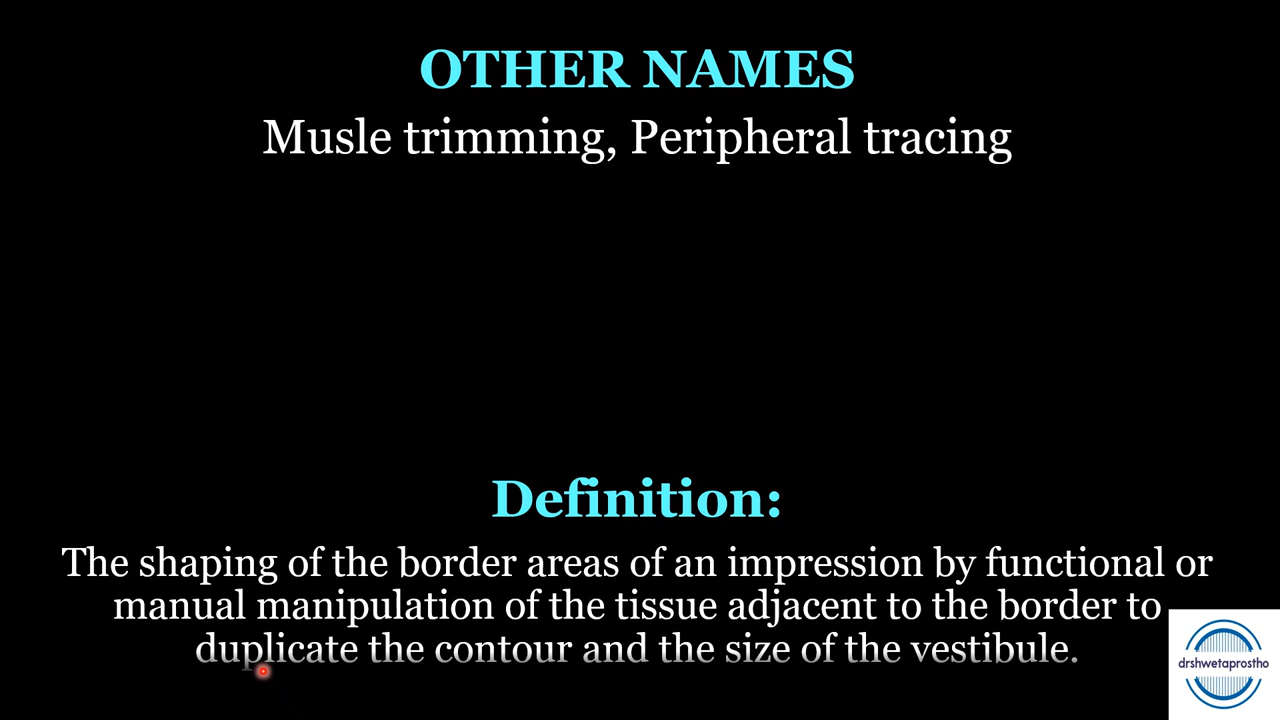 OTHER NAMES
Musle trimming, Peripheral tracing
Definition:
The shaping of the border areas of an impression by functional or
manual manipulation of the tissue adjacent to the border to
duplicate the contour and the size of the vestibule.
drshwetaprostho